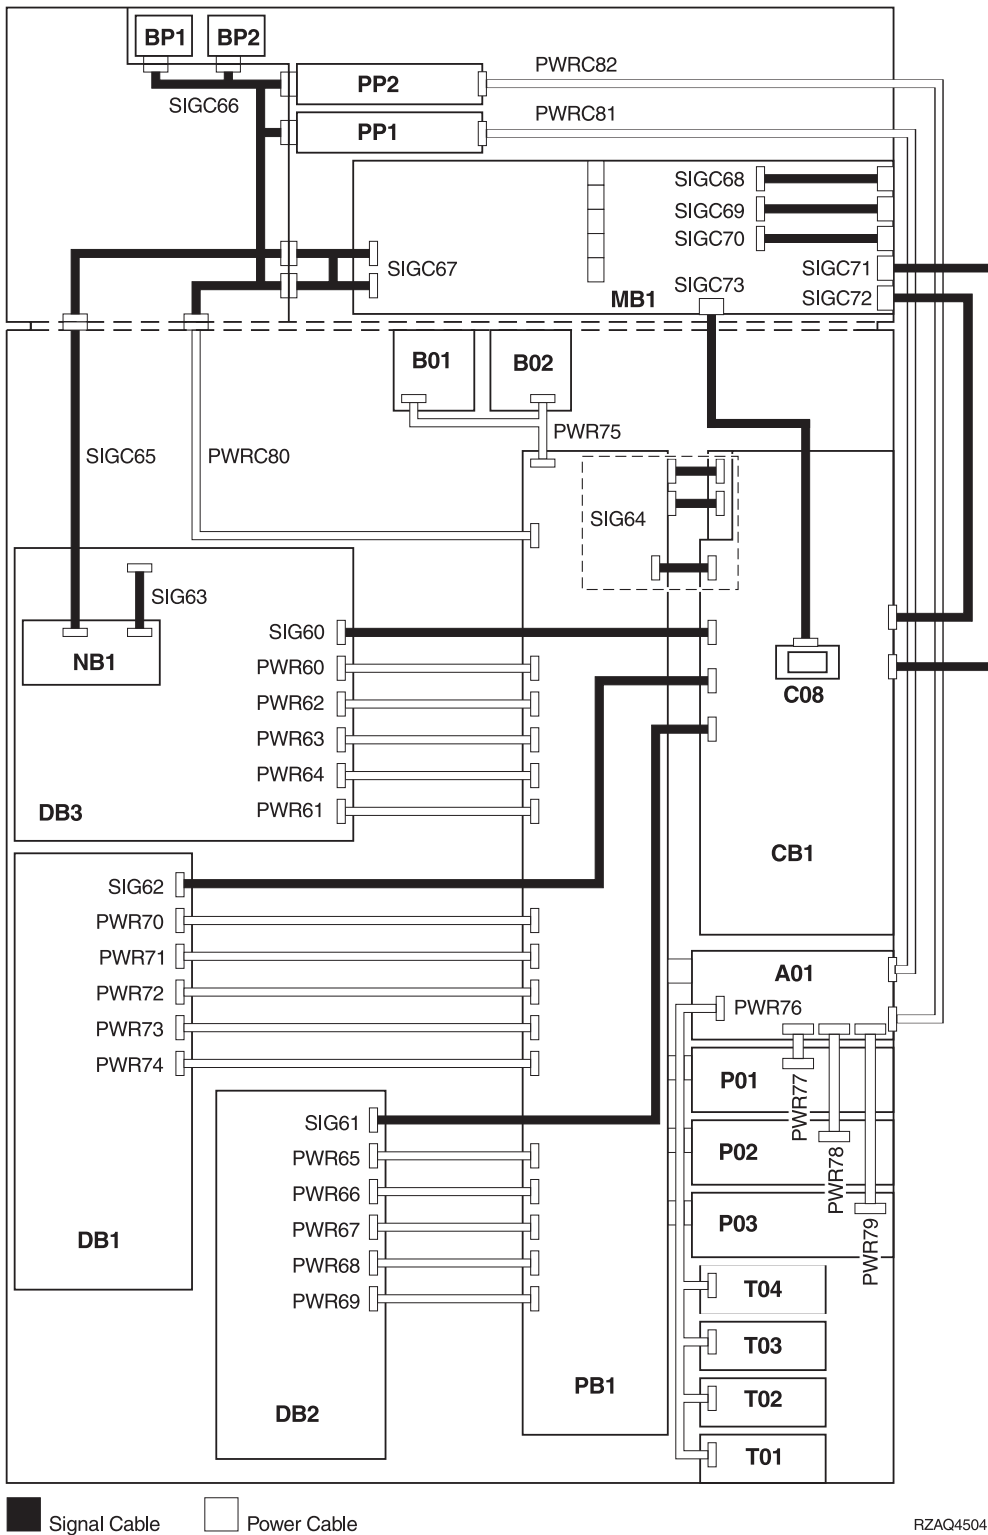 BP1
BP2
PWRC82
PP2
SIGC66
PWRC81
PP1
SIGC68
SIGC69
SIGC70
SIGC71
SIGC67
SIGC73
SIGC72
MB1
B01
B02
PWR75
SIGC65
PWRC80
SIG64
SIG63
SIG60
NB1
PWR60
C08
PWR62
PWR63
PWR64
PWR61
DB3
CB1
SIG62
PWR70
PWR71
A01
PWR72
PWR76
PWR73
PWR74
P01
PWR77
SIG61
P02
PWR65
PWR78
PWR66
P03
PWR67
PWR79
DB1
PWR68
T04
PWR69
T03
PB1
T02
DB2
T01
Signal Cable
Power Cable
RZAQ4504